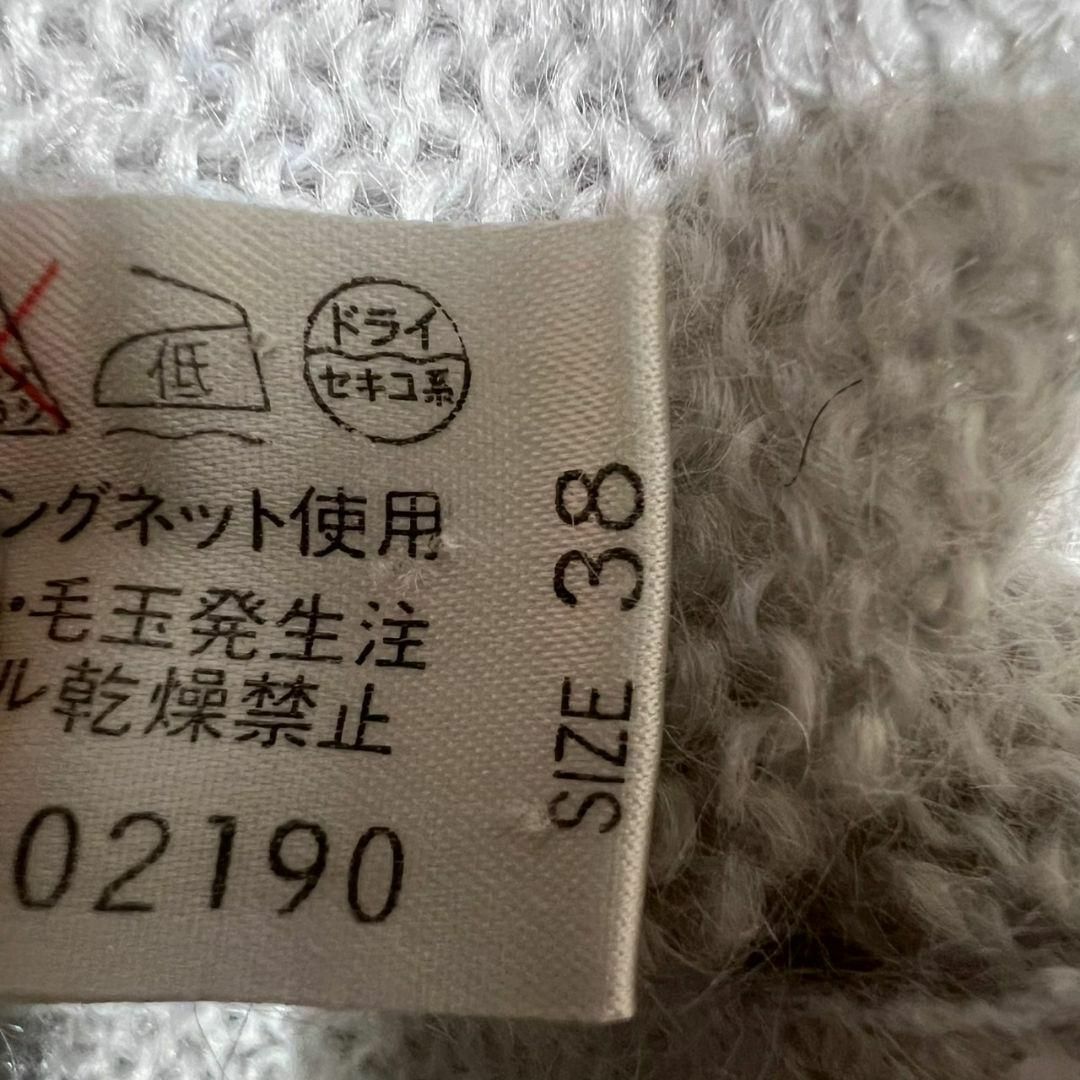 低
ドライ
セキコ系
ングネット使用
・毛玉発生注
ル乾燥禁止
02190
SIZE 38